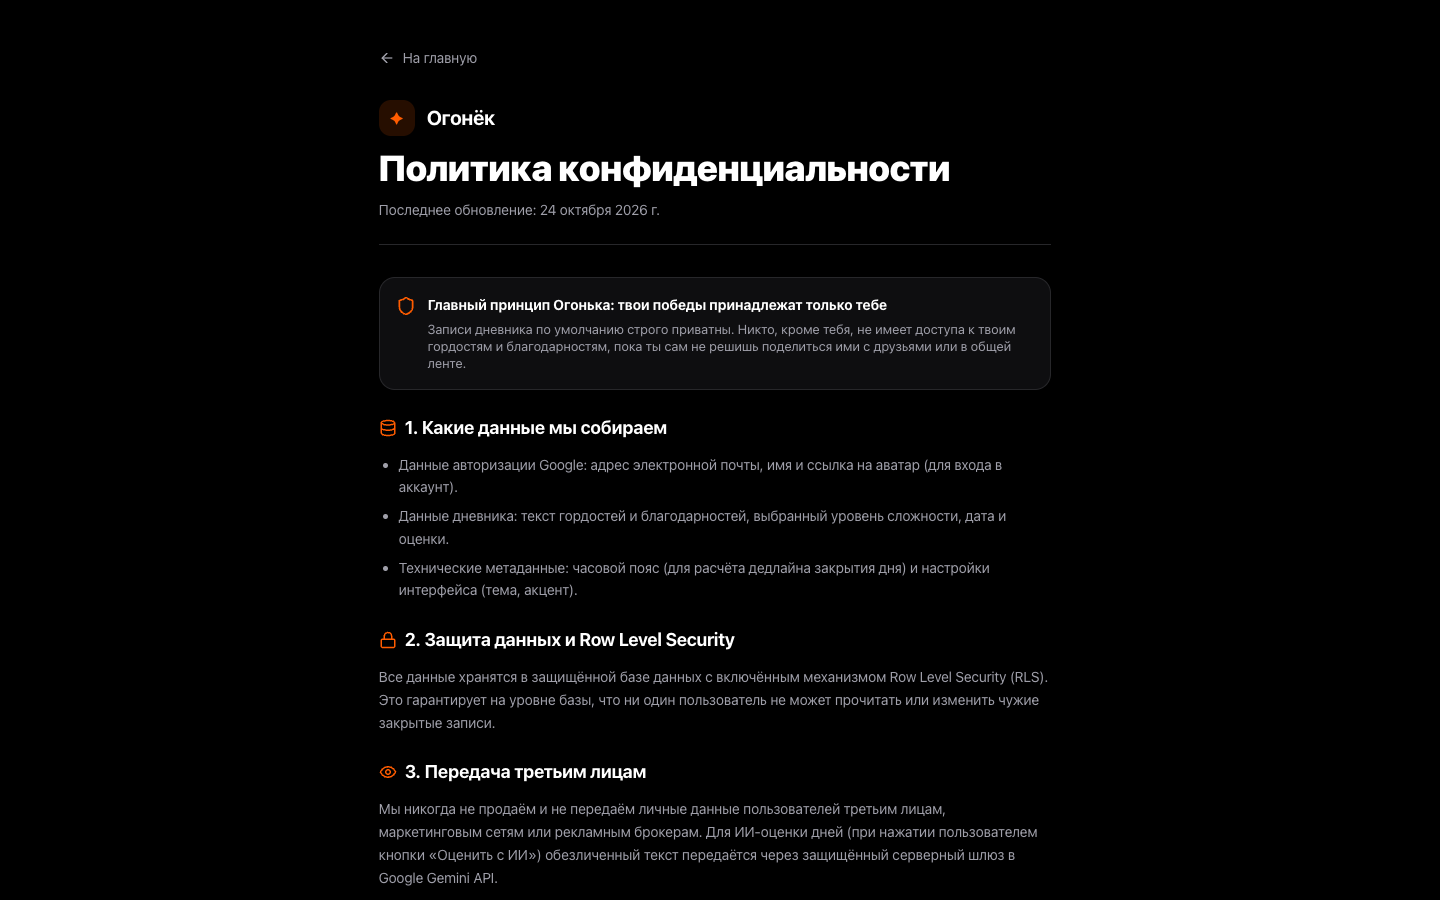 На главную
Огонёк
Политика конфиденциальности
Последнее обновление: 24 октября 2026 г.
Главный принцип Огонька: твои победы принадлежат только тебе
Записи дневника по умолчанию строго приватны. Никто, кроме тебя, не имеет доступа к твоим
гордостям и благодарностям, пока ты сам не решишь поделиться ими с друзьями или в общей
ленте.
1. Какие данные мы собираем
Данные авторизации Google: адрес электронной почты, имя и ссылка на аватар (для входа в
аккаунт).
Данные дневника: текст гордостей и благодарностей, выбранный уровень сложности, дата и
оценки.
Технические метаданные: часовой пояс (для расчёта дедлайна закрытия дня) и настройки
интерфейса (тема, акцент).
2. Защита данных и Row Level Security
Все данные хранятся в защищённой базе данных с включённым механизмом Row Level Security (RLS).
Это гарантирует на уровне базы, что ни один пользователь не может прочитать или изменить чужие
закрытые записи.
3. Передача третьим лицам
Мы никогда не продаём и не передаём личные данные пользователей третьим лицам,
маркетинговым сетям или рекламным брокерам. Для ИИ-оценки дней (при нажатии пользователем
кнопки «Оценить с ИИ») обезличенный текст передаётся через защищённый серверный шлюз в
Google Gemini API.